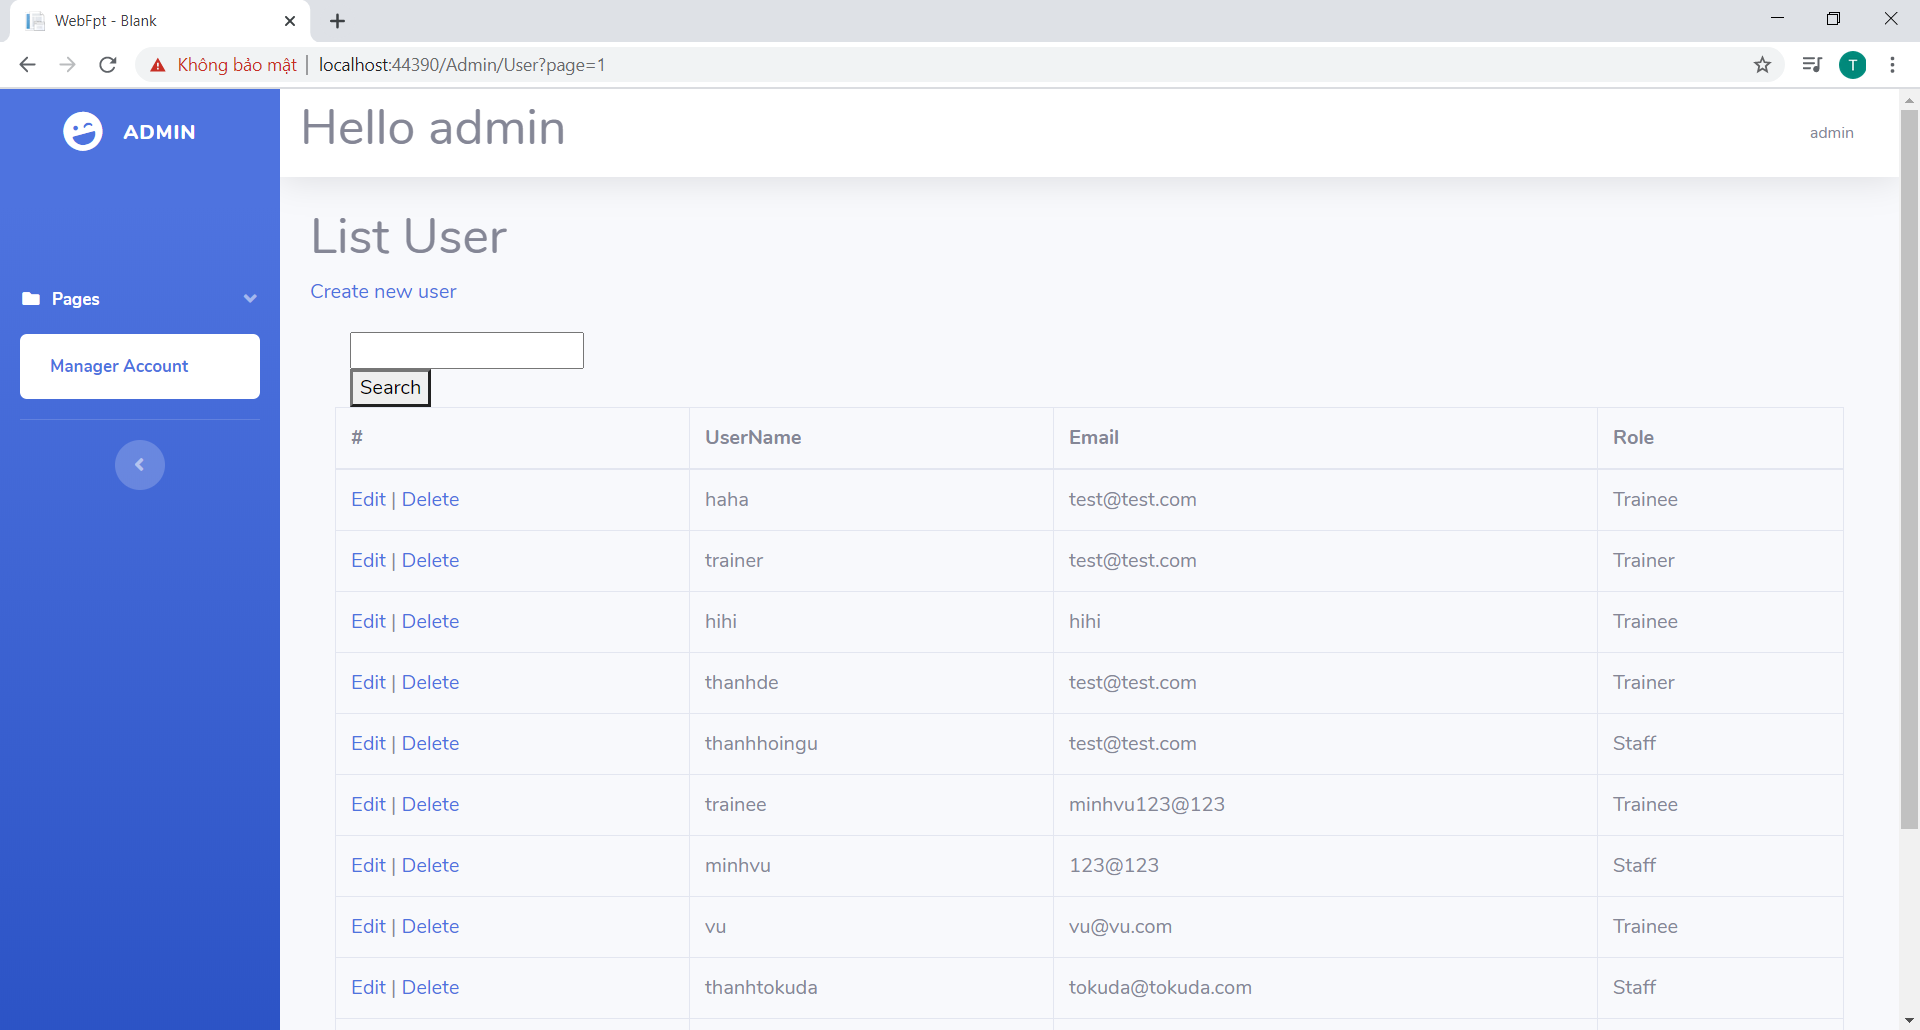 WebFpt - Blank
Không bảo mật | localhost:44390/Admin/User?page=1
T
ADMIN
Hello admin
admin
Pages
Manager Account
List User
Create new user
Search
# UserName Email Role
Edit | Delete haha test@test.com Trainee
Edit | Delete trainer test@test.com Trainer
Edit | Delete hihi hihi Trainee
Edit | Delete thanhde test@test.com Trainer
Edit | Delete thanhhoingu test@test.com Staff
Edit | Delete trainee minhvu123@123 Trainee
Edit | Delete minhvu 123@123 Staff
Edit | Delete vu vu@vu.com Trainee
Edit | Delete thanhtokuda tokuda@tokuda.com Staff